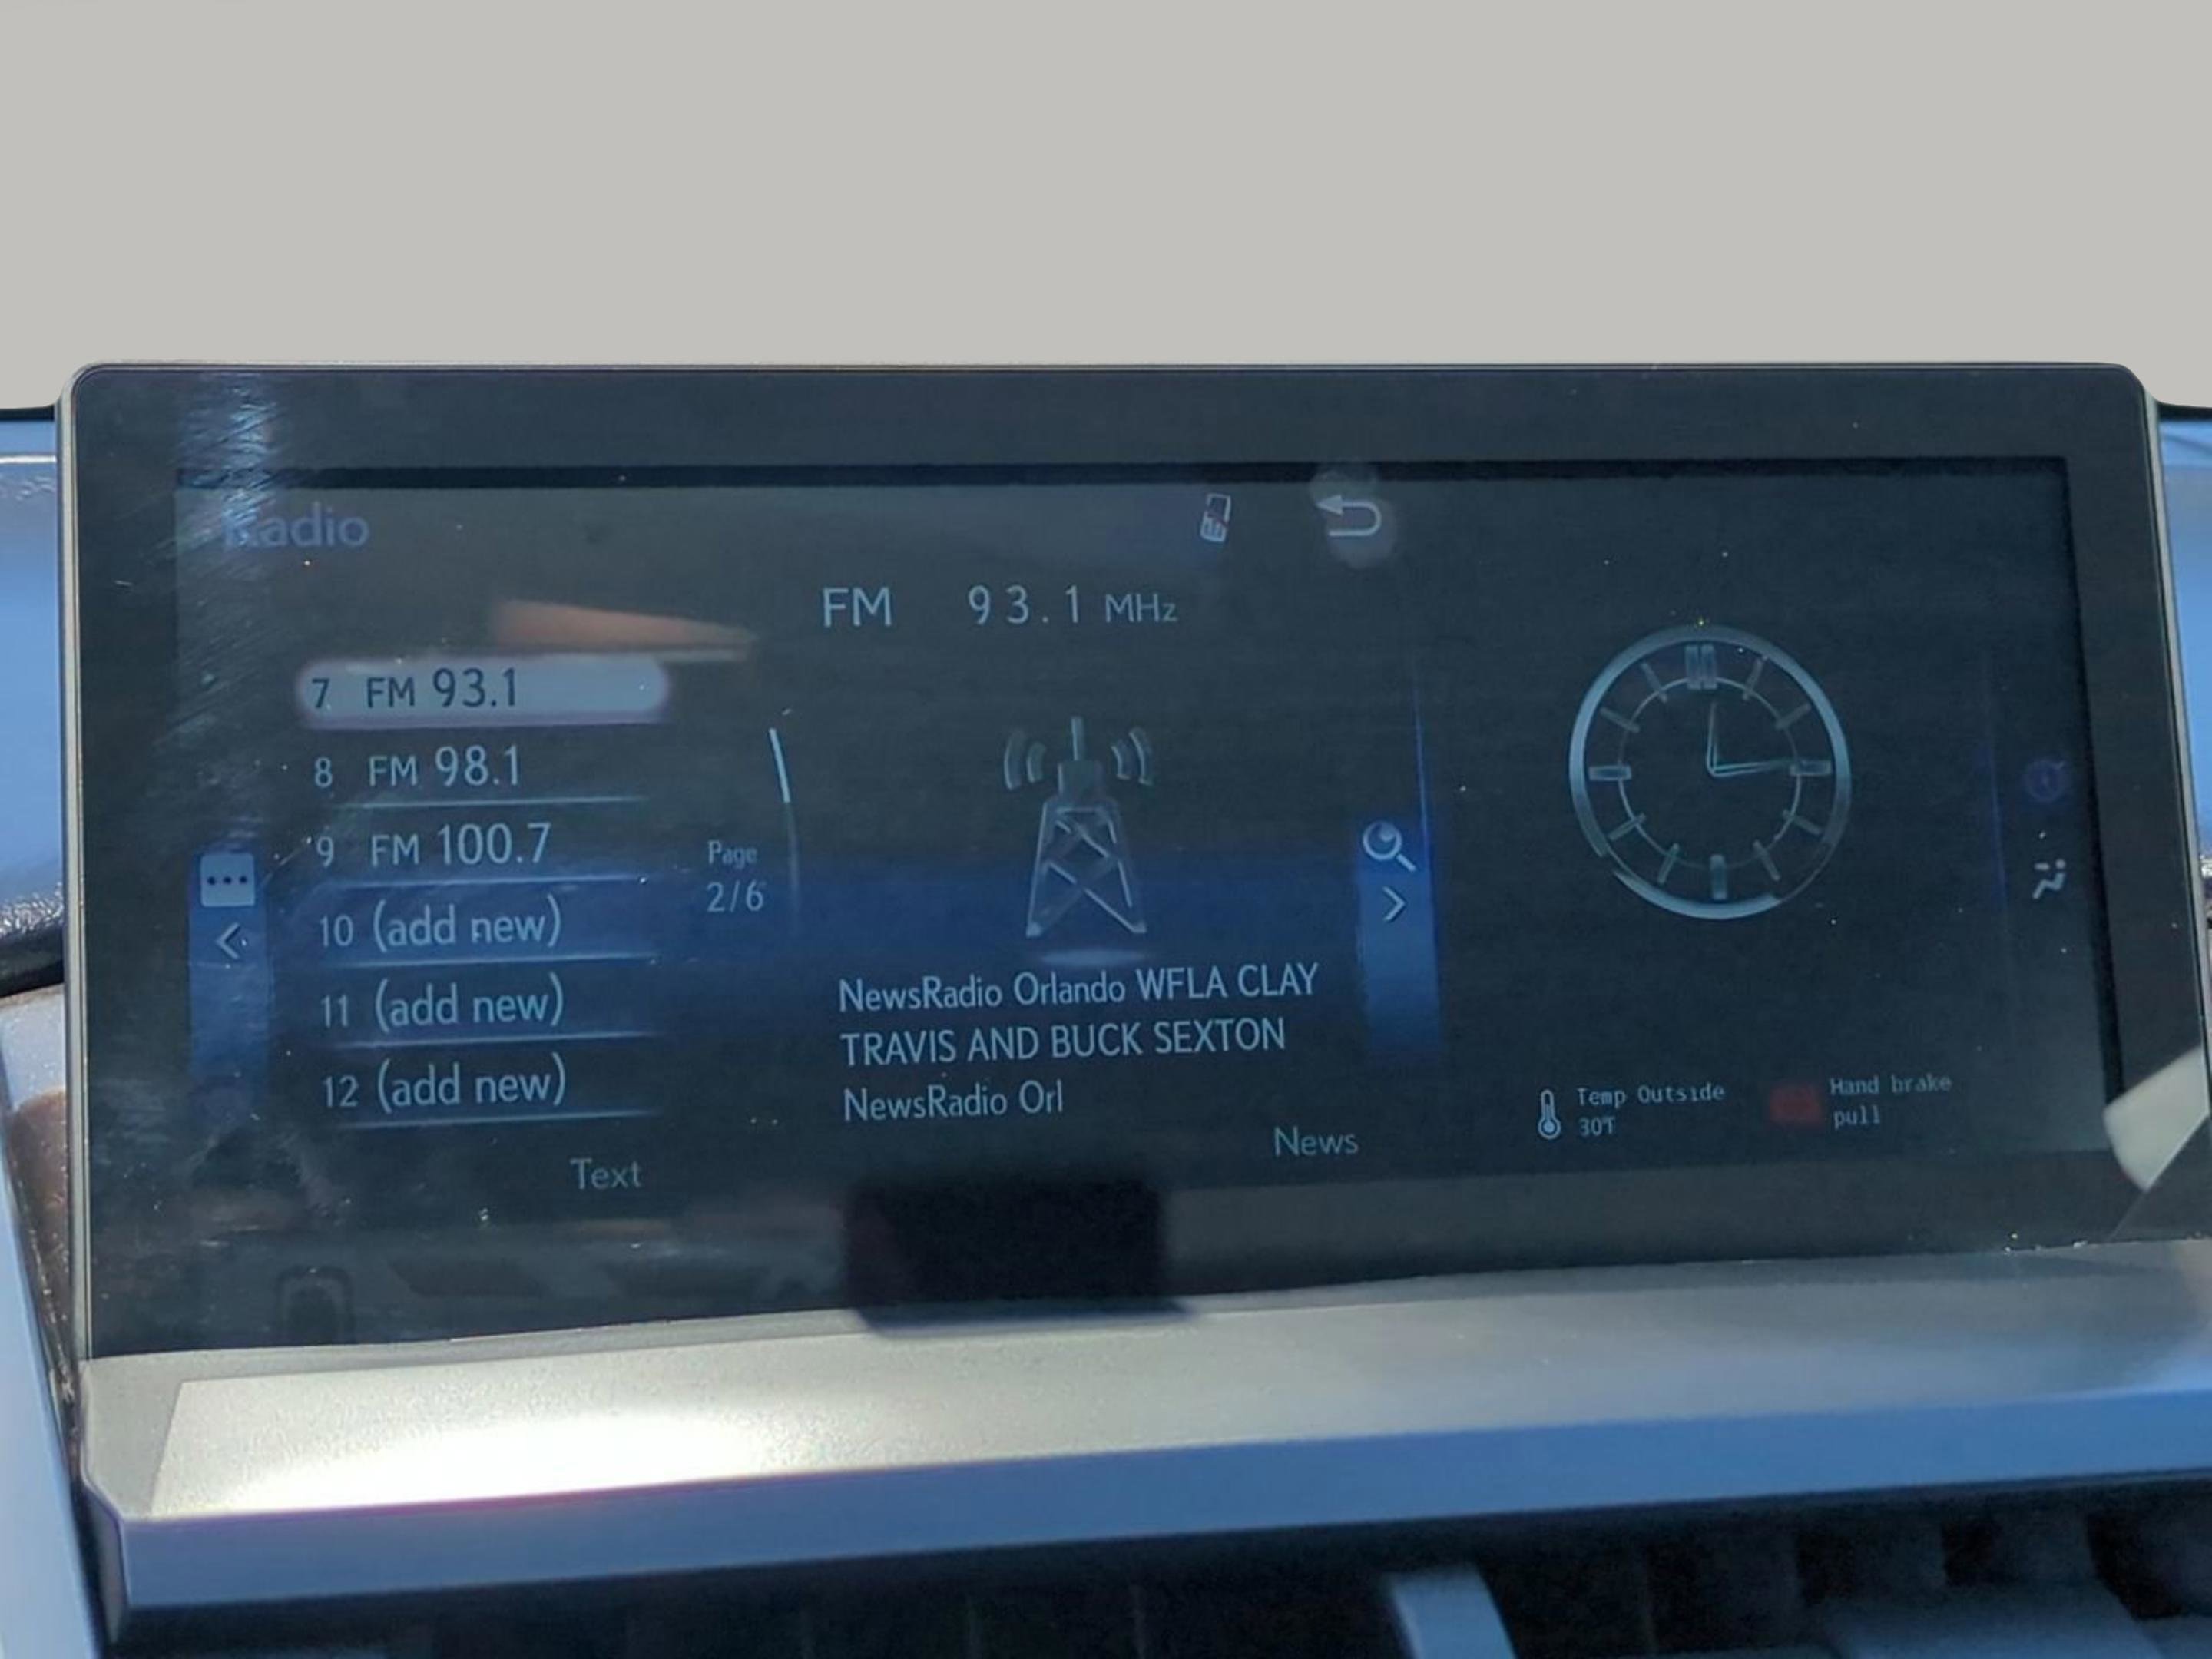 Radio
FM 93.1 MHz
7 FM 93.1
8 FM 98.1
9 FM 100.7
10 (add new)
11 (add new)
12 (add new)
Page
2/6
NewsRadio Orlando WFLA CLAY
TRAVIS AND BUCK SEXTON
NewsRadio Orl
Text
News
Temp Outside
30℉
Hand brake
pull